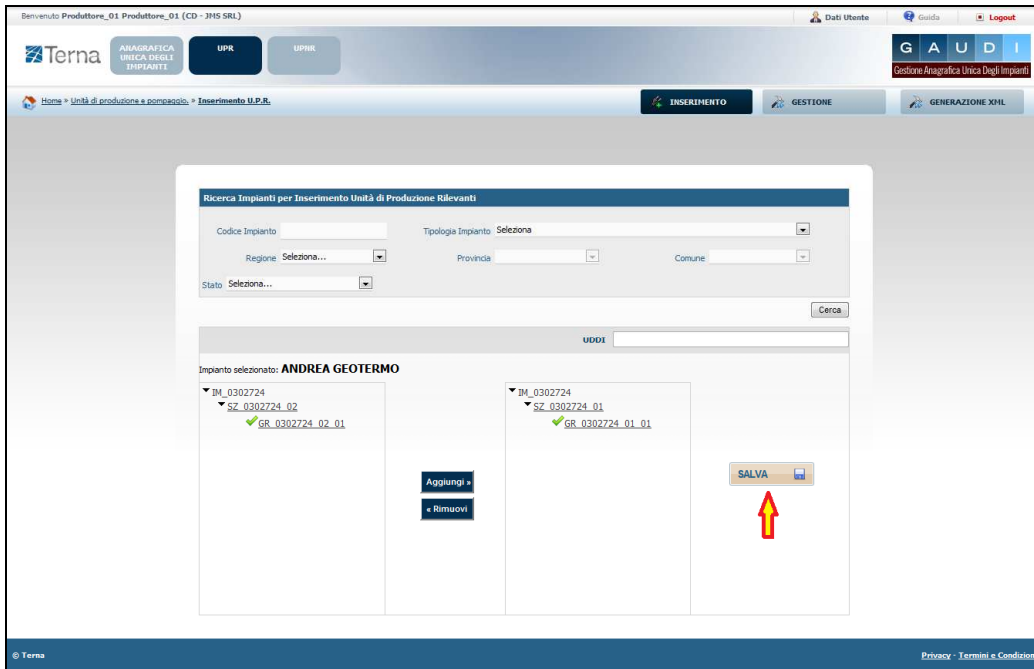 Benvenuto Produttore_01 Produttore_01 (CD - JMS SRL)
Dati Utente
Guida
Logout
Terna
ANAGRAFICA
UNICA DEGLI
IMPIANTI
UPR
UPNR
G A U D I
Gestione Anagrafica Unica Degli Impianti
Home » Unità di produzione e pompaggio. » Inserimento U.P.R.
INSERIMENTO
GESTIONE
GENERAZIONE XML
Ricerca Impianti per Inserimento Unità di Produzione Rilevanti
Codice Impianto
Tipologia Impianto Seleziona
Regione Seleziona...
Provincia
Comune
Stato Seleziona...
Cerca
UDDI
Impianto selezionato: ANDREA GEOTERMO
IM_0302724
SZ_0302724_02
GR_0302724_02_01
Aggiungi »
« Rimuovi
IM_0302724
SZ_0302724_01
GR_0302724_01_01
SALVA
© Terna
Privacy - Termini e Condizion